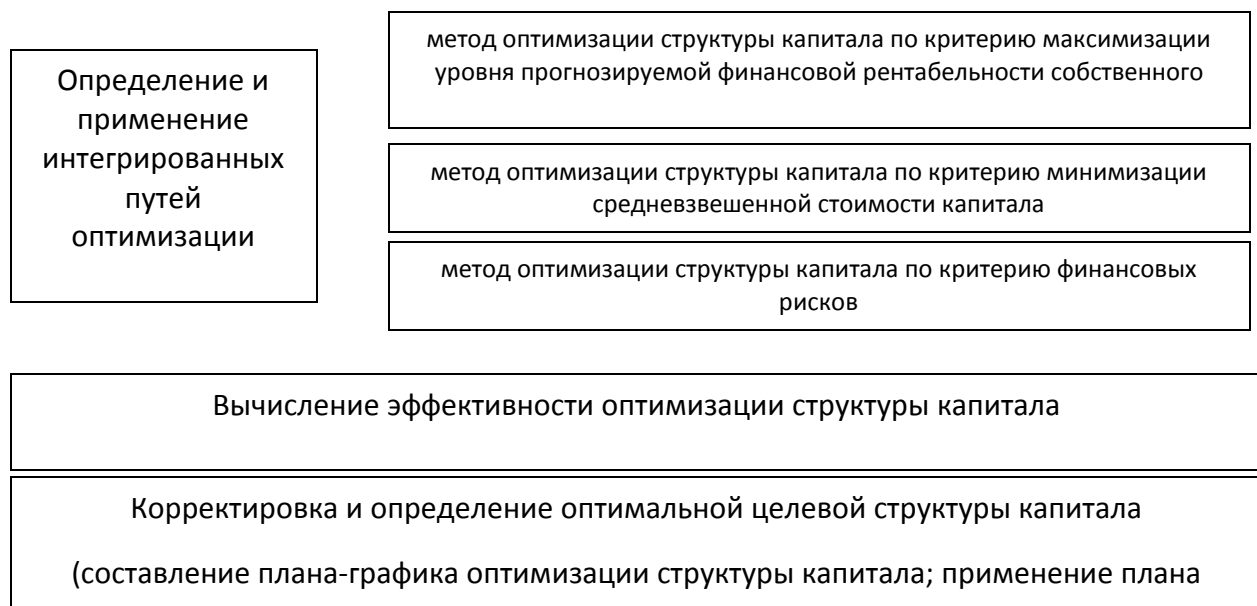 Определение и
применение
интегрированных
путей
оптимизации
метод оптимизации структуры капитала по критерию максимизации
уровня прогнозируемой финансовой рентабельности собственного
метод оптимизации структуры капитала по критерию минимизации
средневзвешенной стоимости капитала
метод оптимизации структуры капитала по критерию финансовых
рисков
Вычисление эффективности оптимизации структуры капитала
Корректировка и определение оптимальной целевой структуры капитала
(составление плана-графика оптимизации структуры капитала; применение плана